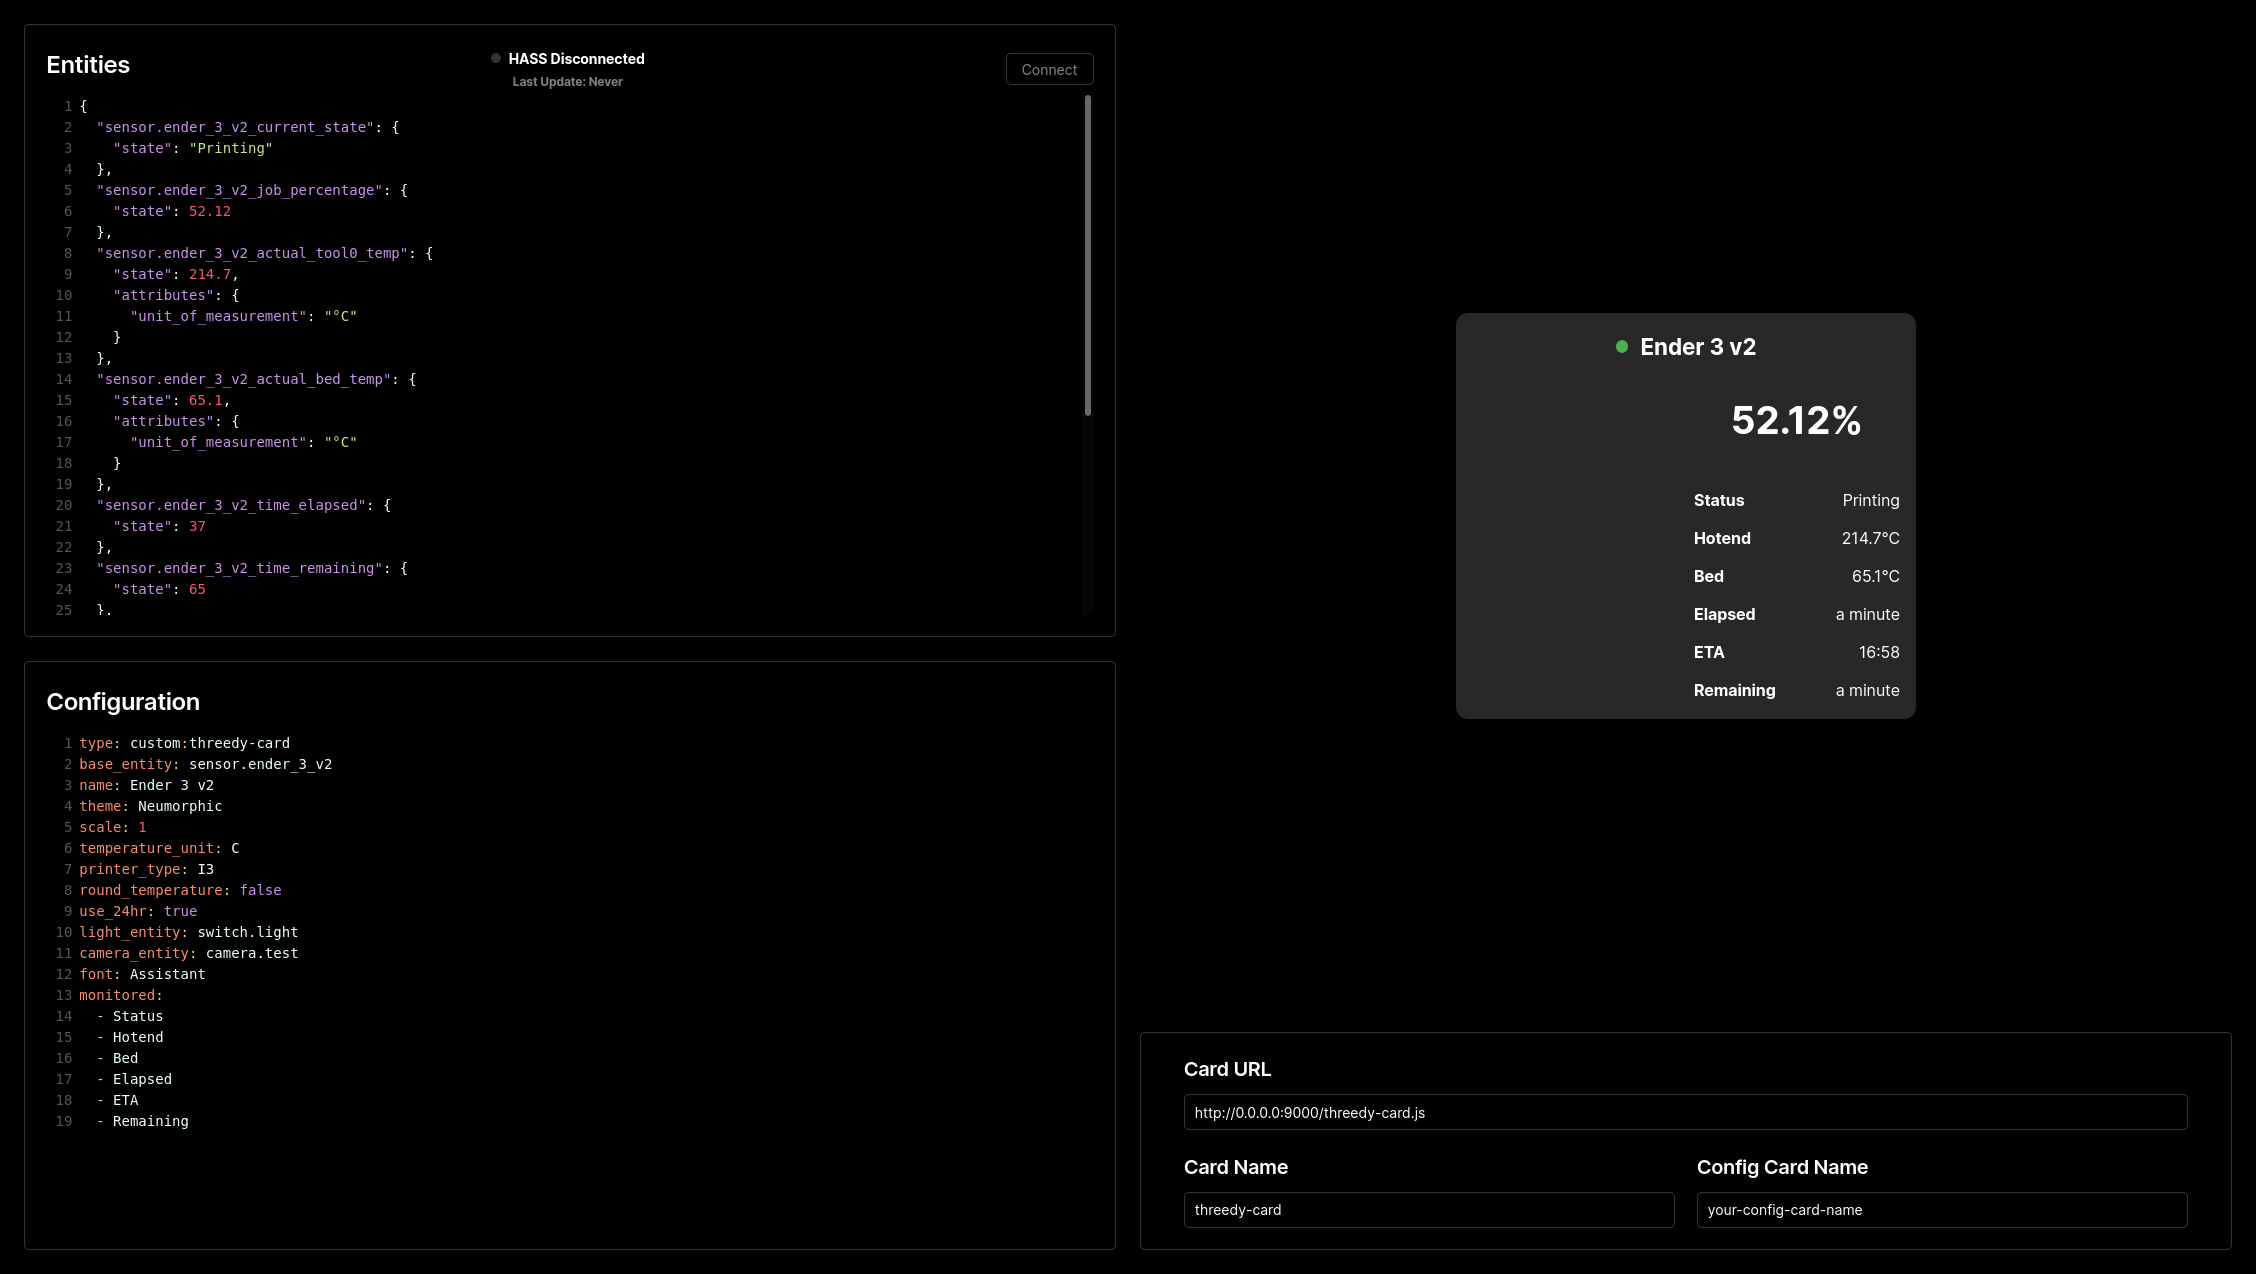 Entities
HASS Disconnected
Last Update: Never
Connect
1 {
2 "sensor.ender_3_v2_current_state": {
3 "state": "Printing"
4 },
5 "sensor.ender_3_v2_job_percentage": {
6 "state": 52.12
7 },
8 "sensor.ender_3_v2_actual_tool0_temp": {
9 "state": 214.7,
10 "attributes": {
11 "unit_of_measurement": "°C"
12 }
13 },
14 "sensor.ender_3_v2_actual_bed_temp": {
15 "state": 65.1,
16 "attributes": {
17 "unit_of_measurement": "°C"
18 }
19 },
20 "sensor.ender_3_v2_time_elapsed": {
21 "state": 37
22 },
23 "sensor.ender_3_v2_time_remaining": {
24 "state": 65
25 },
Configuration
1 type: custom:threedy-card
2 base_entity: sensor.ender_3_v2
3 name: Ender 3 v2
4 theme: Neumorphic
5 scale: 1
6 temperature_unit: C
7 printer_type: I3
8 round_temperature: false
9 use_24hr: true
10 light_entity: switch.light
11 camera_entity: camera.test
12 font: Assistant
13 monitored:
14 - Status
15 - Hotend
16 - Bed
17 - Elapsed
18 - ETA
19 - Remaining
Ender 3 v2
52.12%
Status Printing
Hotend 214.7°C
Bed 65.1°C
Elapsed a minute
ETA 16:58
Remaining a minute
Card URL
http://0.0.0.0:9000/threedy-card.js
Card Name
threedy-card
Config Card Name
your-config-card-name